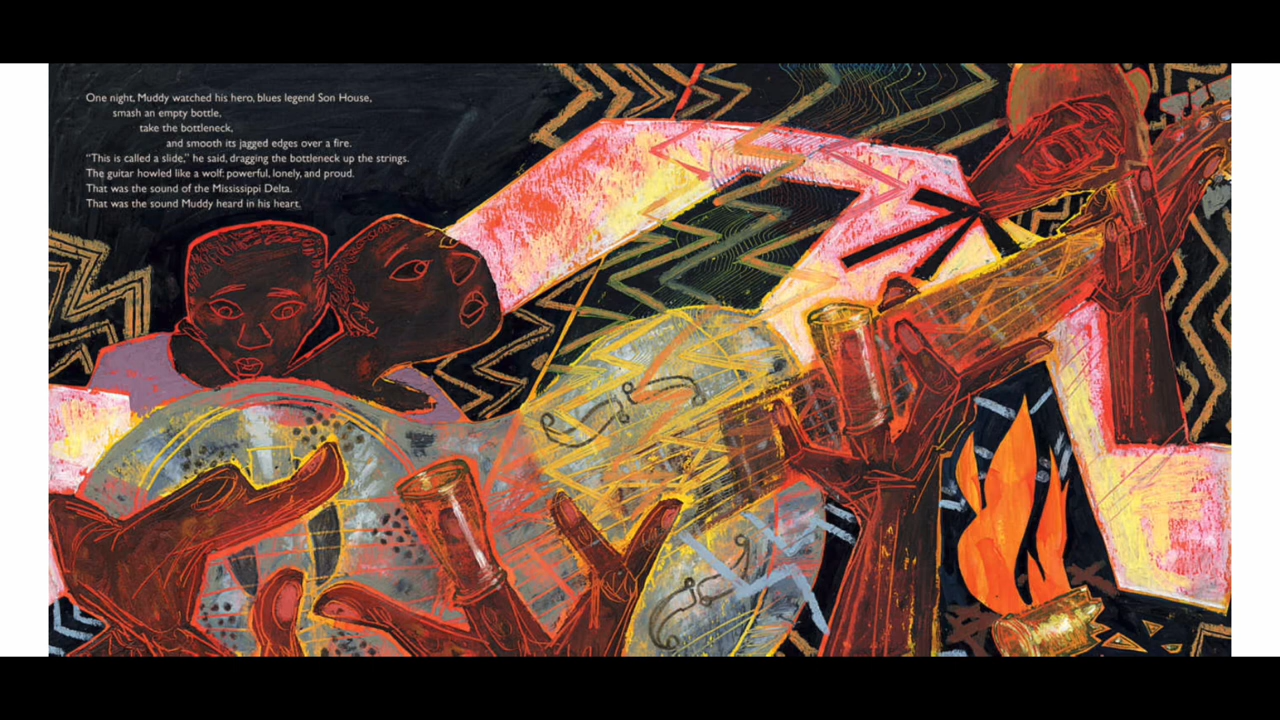 One night, Muddy watched his hero, blues legend Son House,
smash an empty bottle,
take the bottleneck,
and smooth its jagged edges over a fire.
“This is called a slide,” he said, dragging the bottleneck up the strings.
The guitar howled like a wolf: powerful, lonely, and proud.
That was the sound of the Mississippi Delta.
That was the sound Muddy heard in his heart.